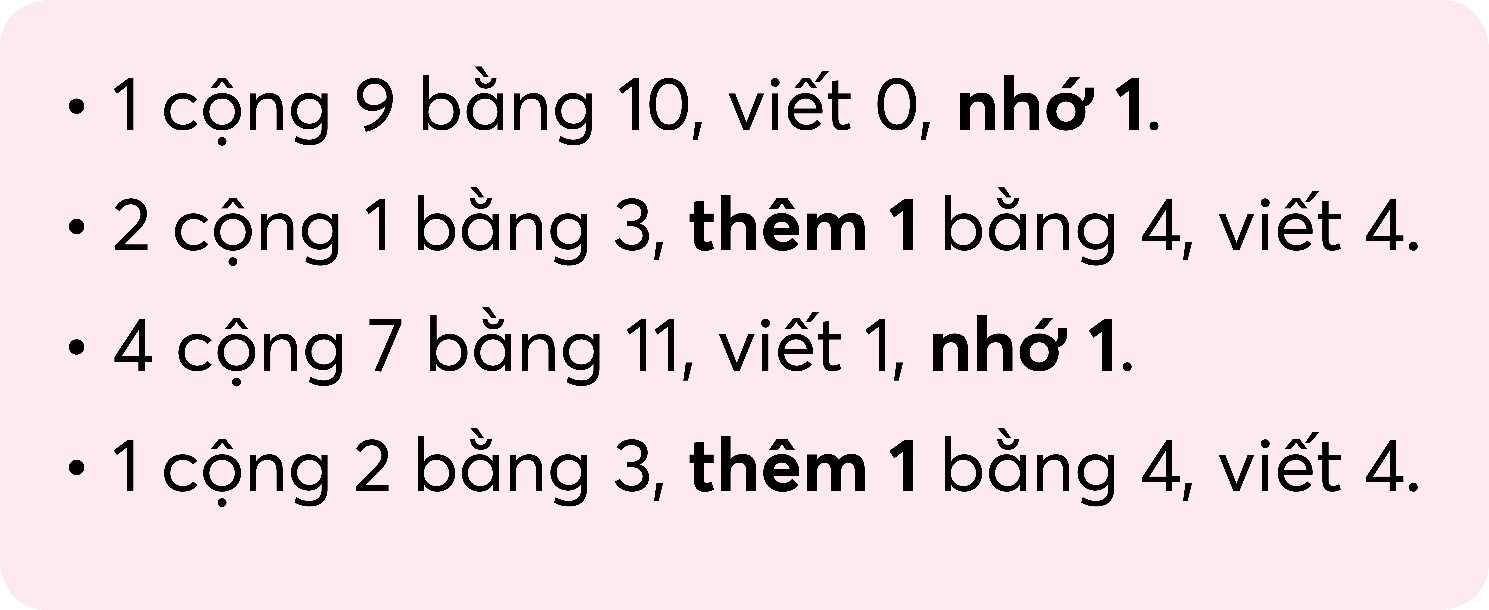 • 1 cộng 9 bằng 10, viết 0, nhớ 1.
• 2 cộng 1 bằng 3, thêm 1 bằng 4, viết 4.
• 4 cộng 7 bằng 11, viết 1, nhớ 1.
• 1 cộng 2 bằng 3, thêm 1 bằng 4, viết 4.